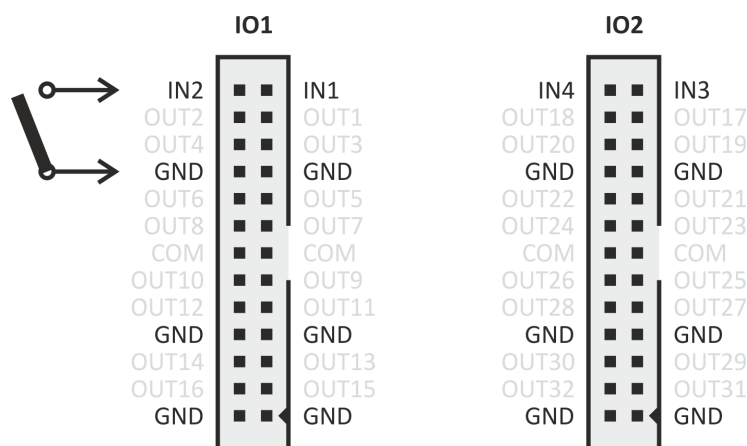 IO1 IO2
IN2 IN1 IN4 IN3
OUT2 OUT1 OUT18 OUT17
OUT4 OUT3 OUT20 OUT19
GND GND GND GND
OUT6 OUT5 OUT22 OUT21
OUT8 OUT7 OUT24 OUT23
COM COM COM COM
OUT10 OUT9 OUT26 OUT25
OUT12 OUT11 OUT28 OUT27
GND GND GND GND
OUT14 OUT13 OUT30 OUT29
OUT16 OUT15 OUT32 OUT31
GND GND GND GND